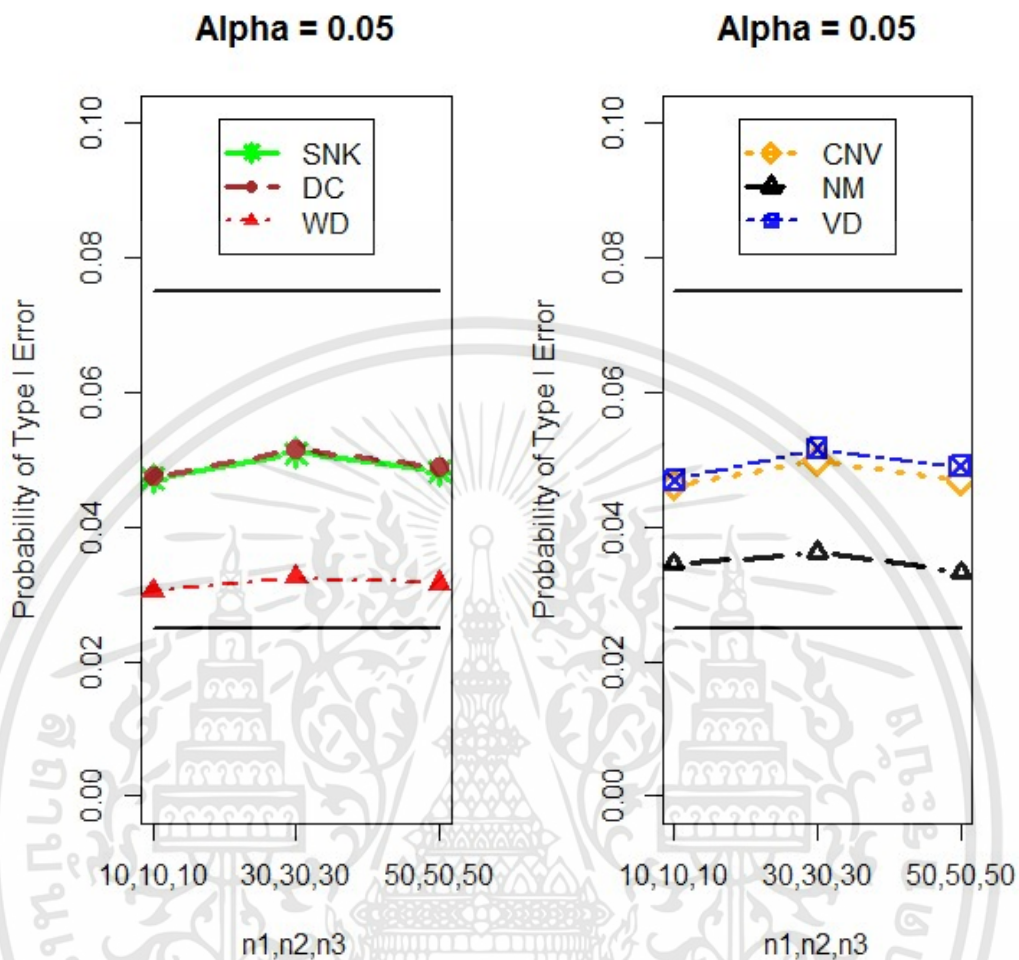 Alpha = 0.05
Probability of Type I Error
0.10
0.08
0.06
0.04
0.02
0.00
SNK
DC
WD
10,10,10 30,30,30 50,50,50
n1,n2,n3
Alpha = 0.05
Probability of Type I Error
0.10
0.08
0.06
0.04
0.02
0.00
CNV
NM
VD
10,10,10 30,30,30 50,50,50
n1,n2,n3